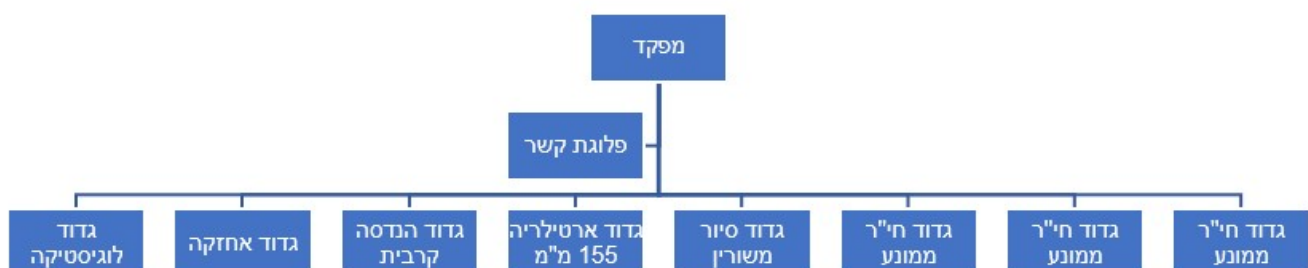 מפקד
פלוגת קשר
גדוד חי"ר
ממונע
גדוד חי"ר
ממונע
גדוד חי"ר
ממונע
גדוד סיור
משורין
גדוד ארטילריה
155 מ"מ
גדוד הנדסה
קרבית
גדוד אחזקה
גדוד
לוגיסטיקה